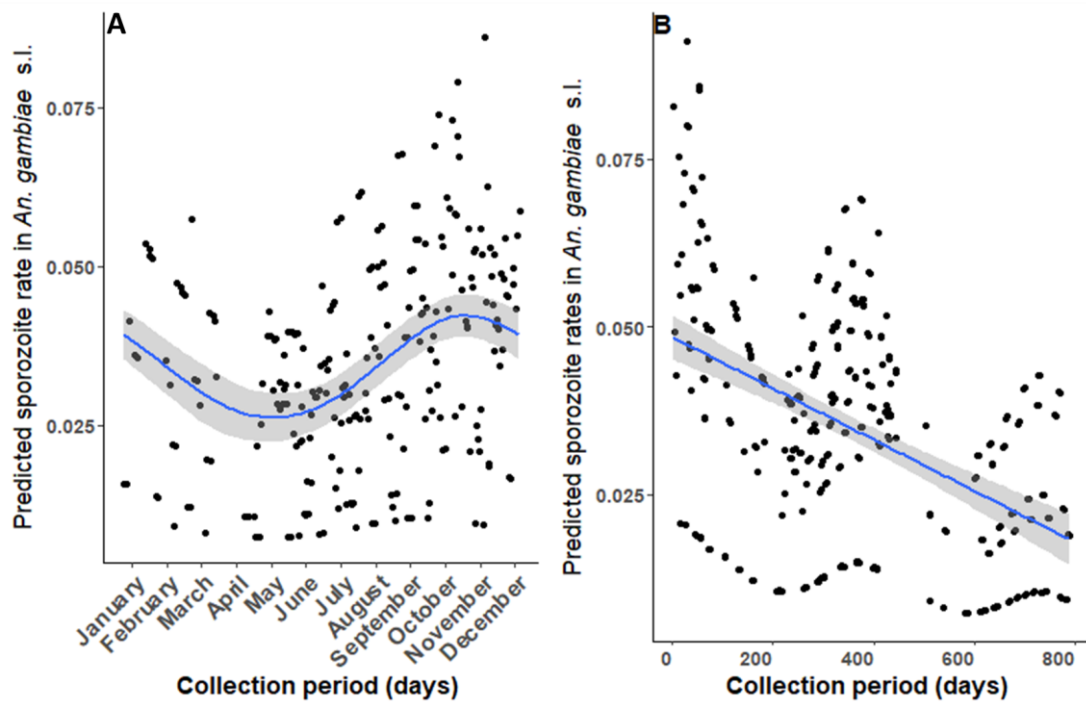 A
Predicted sporozoite rate in An. gambiae s.l.
0.075
0.050
0.025
January
February
March
April
May
June
July
August
September
October
November
December
Collection period (days)
B
Predicted sporozoite rates in An. gambiae s.l.
0.075
0.050
0.025
0
200
400
600
800
Collection period (days)